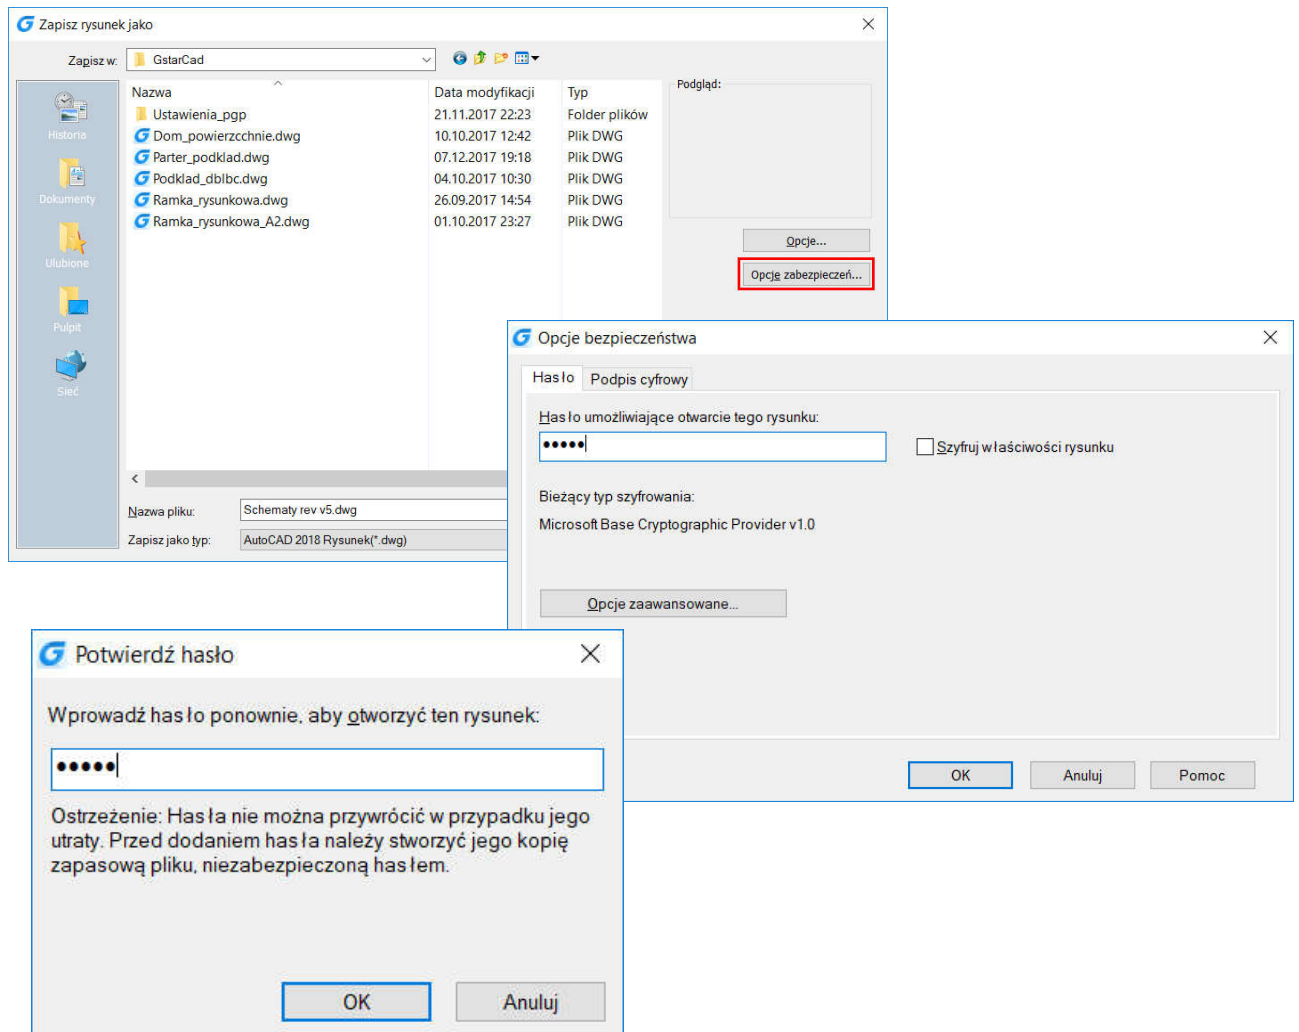 Zapisz rysunek jako
Zapisz w: GstarCad
Nazwa Data modyfikacji Typ
Ustawienia_pgp 21.11.2017 22:23 Folder plików
Dom_powierzcchnie.dwg 10.10.2017 12:42 Plik DWG
Parter_podklad.dwg 07.12.2017 19:18 Plik DWG
Podklad_dblbc.dwg 04.10.2017 10:30 Plik DWG
Ramka_rysunkowa.dwg 26.09.2017 14:54 Plik DWG
Ramka_rysunkowa_A2.dwg 01.10.2017 23:27 Plik DWG
Historia
Dokumenty
Ulubione
Pulpit
Sieć
Podgląd:
Opcje...
Opcje zabezpieczeń...
Nazwa pliku: Schematy rev v5.dwg
Zapisz jako typ: AutoCAD 2018 Rysunek(*.dwg)
Opcje bezpieczeństwa
Hasło Podpis cyfrowy
Hasło umożliwiające otwarcie tego rysunku:
•••••
Szyfruj właściwości rysunku
Bieżący typ szyfrowania:
Microsoft Base Cryptographic Provider v1.0
Opcje zaawansowane...
OK Anuluj Pomoc
Potwierdź hasło
Wprowadź hasło ponownie, aby otworzyć ten rysunek:
•••••
Ostrzeżenie: Hasła nie można przywrócić w przypadku jego
utraty. Przed dodaniem hasła należy stworzyć jego kopię
zapasową pliku, niezabezpieczoną hasłem.
OK Anuluj